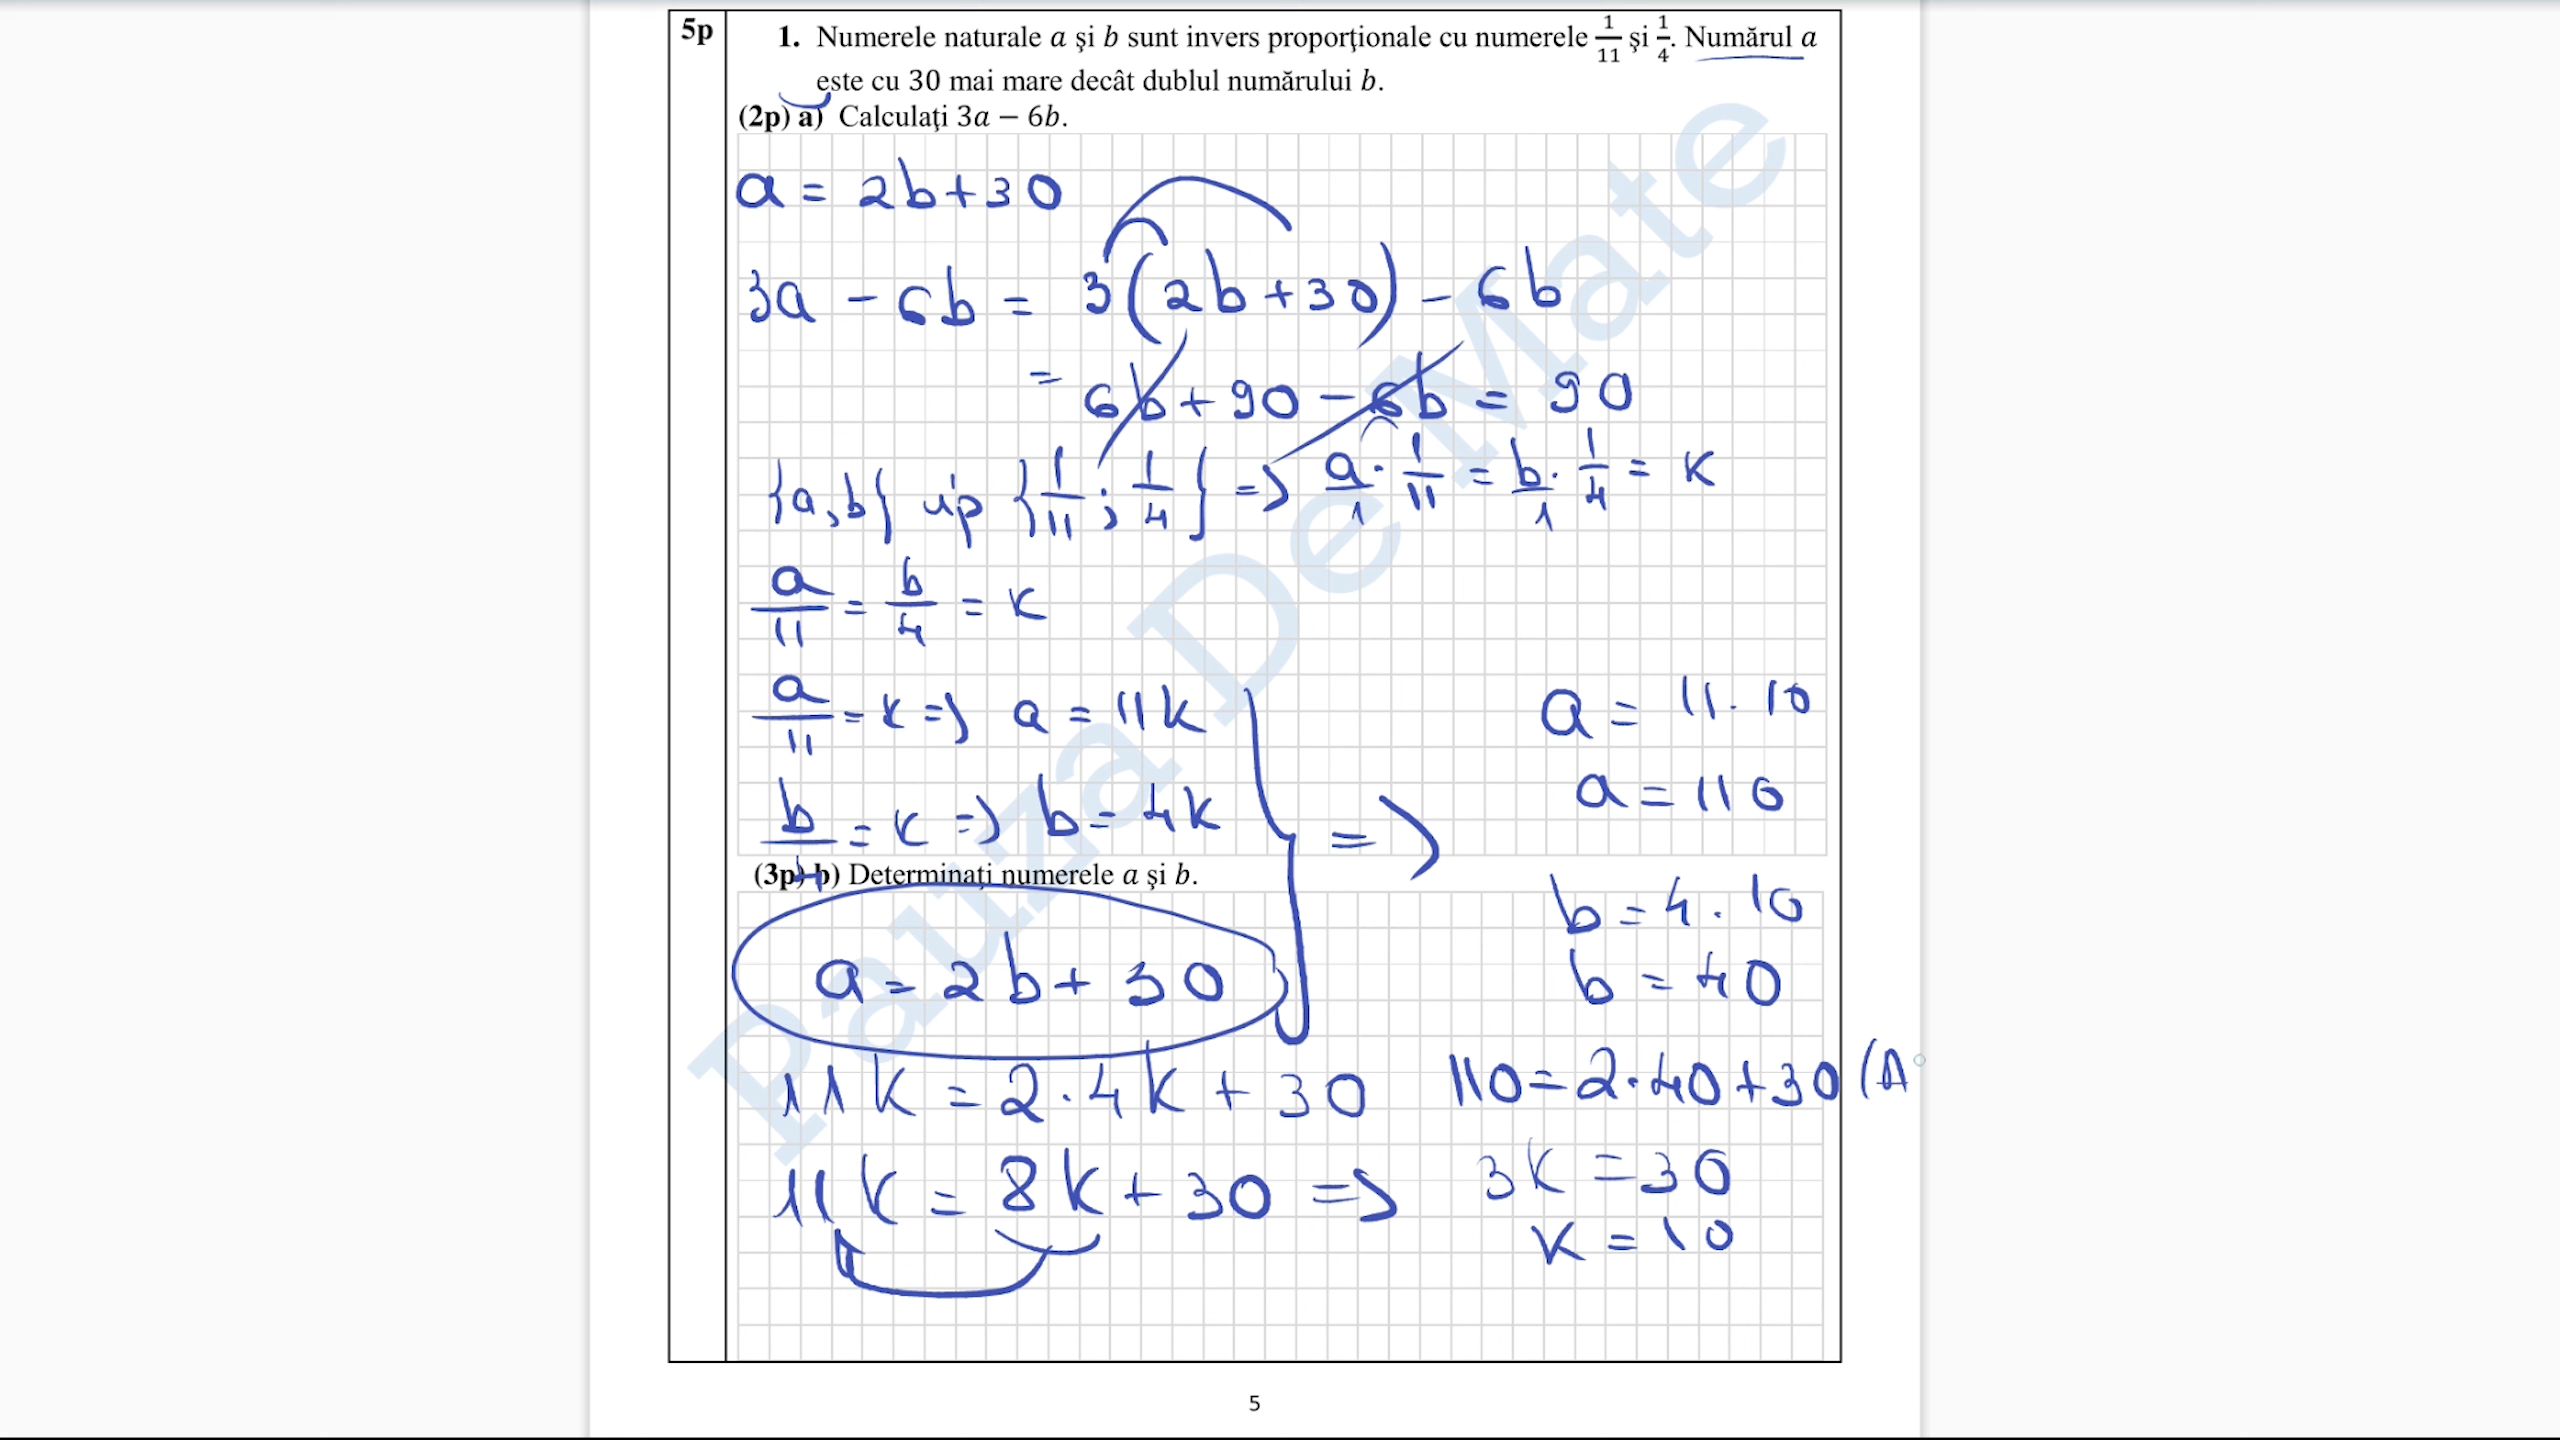 5p
1. Numerele naturale a şi b sunt invers proporţionale cu numerele 1/11 şi 1/4. Numărul a
este cu 30 mai mare decât dublul numărului b.
(2p) a) Calculaţi 3a − 6b.
a = 2b+30
3a - 6b = 3(2b+30) - 6b
= 6b+90-6b = 90
{a,b} ip {1/11 ; 1/4} => a/1 · 1/11 = b/1 · 1/4 = k
a/11 = b/4 = k
a/11 = k => a = 11k
b/4 = k => b = 4k
=>
a = 11·10
a = 110
(3p) b) Determinaţi numerele a şi b.
b = 4·10
b = 40
a = 2b+30
11k = 2·4k + 30
110 = 2·40+30 (A
11k = 8k+30 =>
3k = 30
k = 10
Pauza De Mate
5